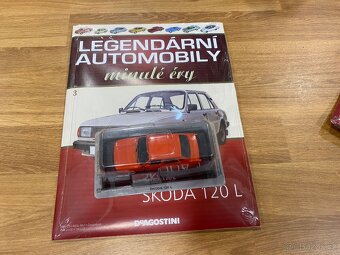 LEGENDÁRNÍ
AUTOMOBILY
minulé éry
3
ŠKODA 120 L
DeAGOSTINI